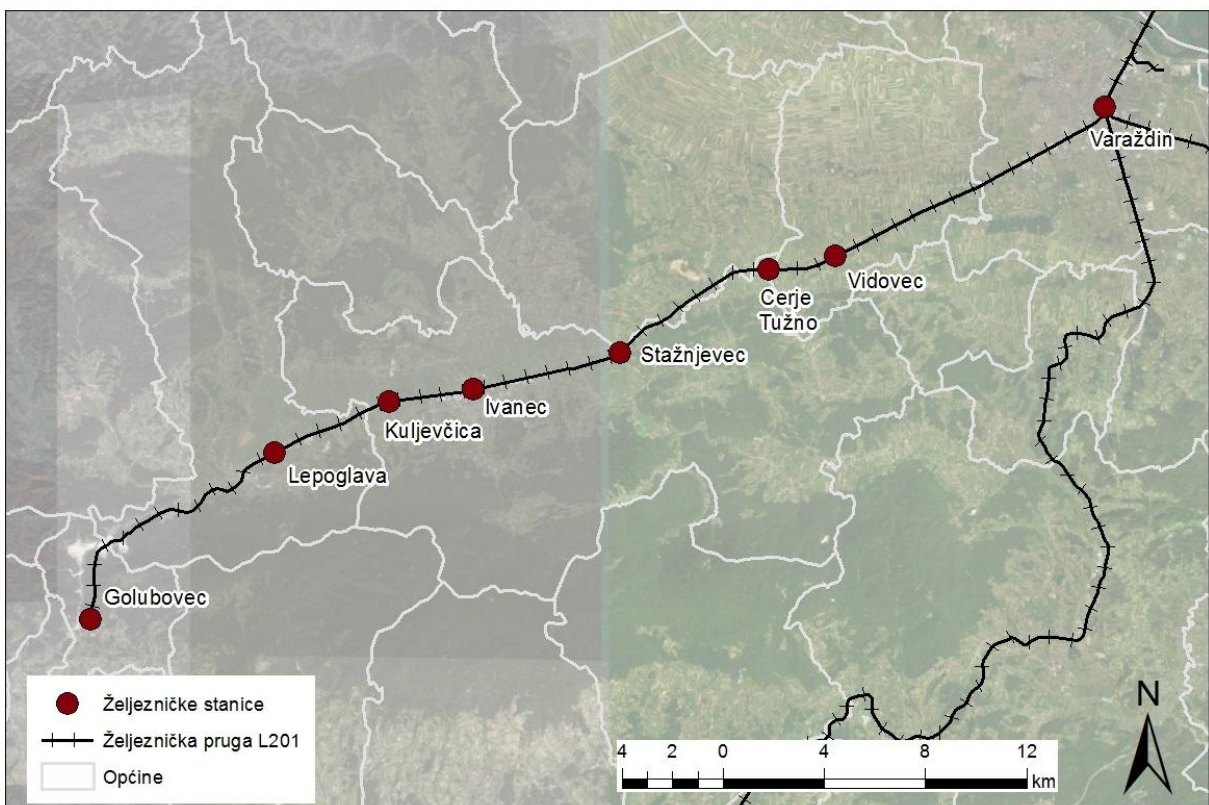 Varaždin
Vidovec
Cerje
Tužno
Stažnjevec
Ivanec
Kuljevčica
Lepoglava
Golubovec
Željezničke stanice
Željeznička pruga L201
Općine
4 2 0 4 8 12
km
N